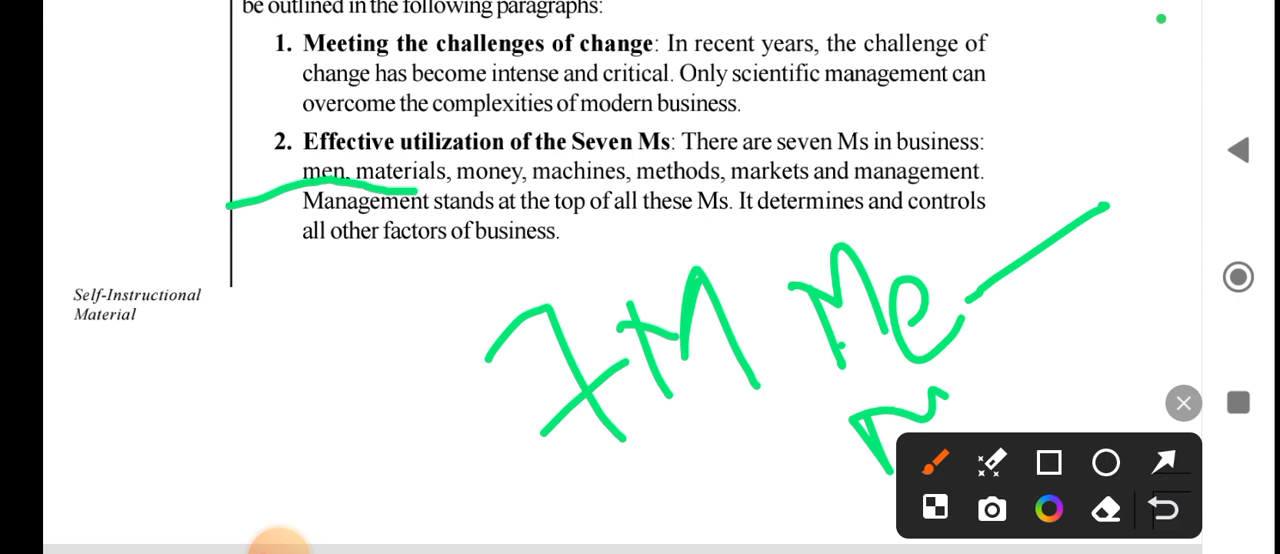 be outlined in the following paragraphs:
1. Meeting the challenges of change: In recent years, the challenge of
change has become intense and critical. Only scientific management can
overcome the complexities of modern business.
2. Effective utilization of the Seven Ms: There are seven Ms in business:
men, materials, money, machines, methods, markets and management.
Management stands at the top of all these Ms. It determines and controls
all other factors of business.
Self-Instructional
Material
7M Me